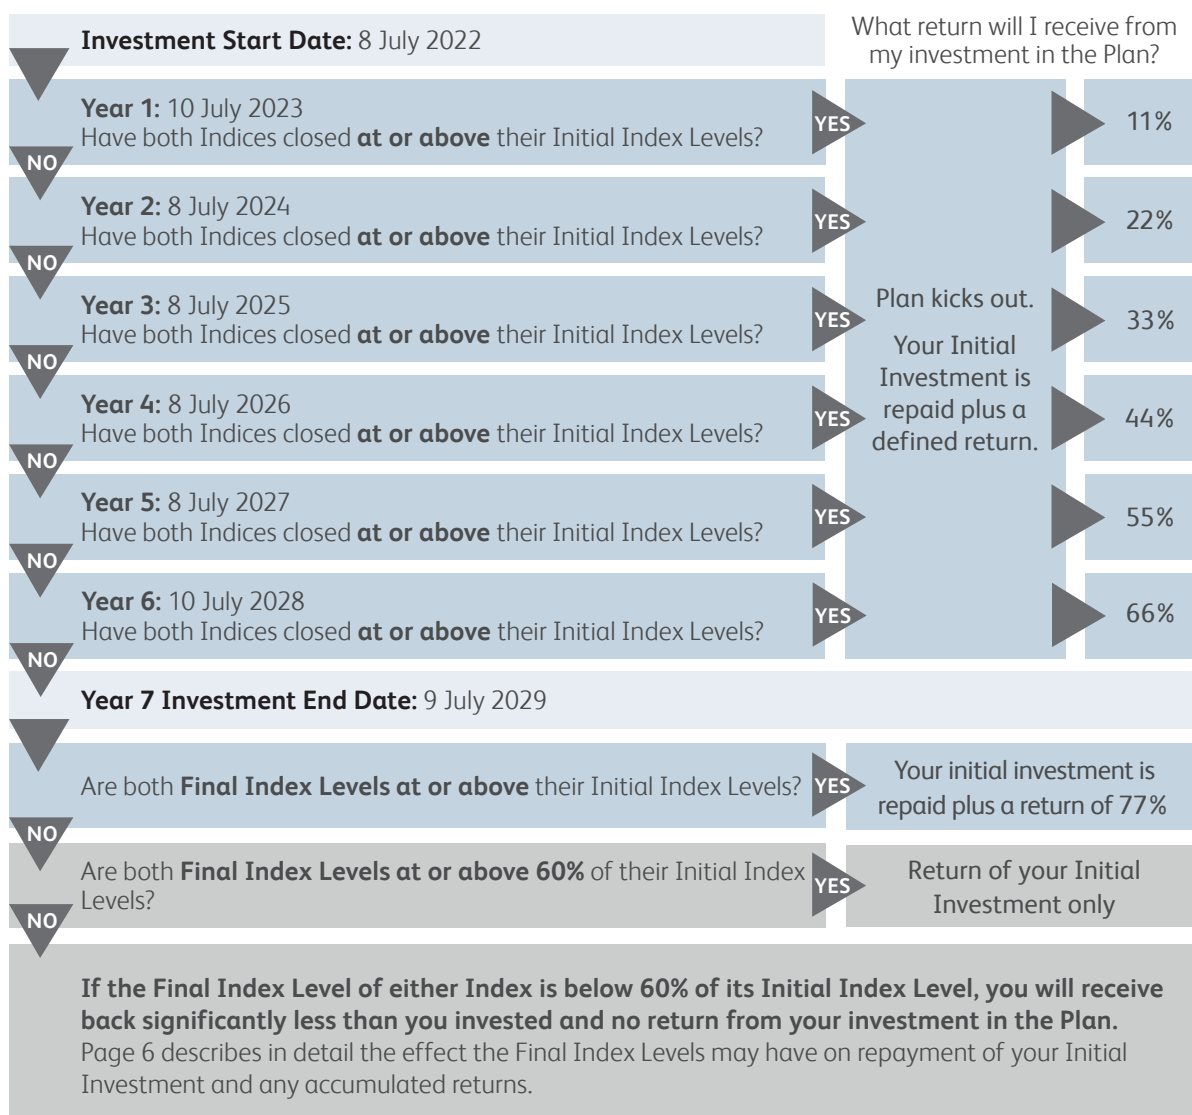 Investment Start Date: 8 July 2022
What return will I receive from
my investment in the Plan?
Year 1: 10 July 2023
Have both Indices closed at or above their Initial Index Levels?
YES
11%
NO
Year 2: 8 July 2024
Have both Indices closed at or above their Initial Index Levels?
YES
22%
NO
Year 3: 8 July 2025
Have both Indices closed at or above their Initial Index Levels?
YES
33%
NO
Year 4: 8 July 2026
Have both Indices closed at or above their Initial Index Levels?
YES
44%
NO
Year 5: 8 July 2027
Have both Indices closed at or above their Initial Index Levels?
YES
55%
NO
Year 6: 10 July 2028
Have both Indices closed at or above their Initial Index Levels?
YES
66%
NO
Plan kicks out.
Your Initial
Investment is
repaid plus a
defined return.
Year 7 Investment End Date: 9 July 2029
Are both Final Index Levels at or above their Initial Index Levels?
YES
Your initial investment is
repaid plus a return of 77%
NO
Are both Final Index Levels at or above 60% of their Initial Index
Levels?
YES
Return of your Initial
Investment only
NO
If the Final Index Level of either Index is below 60% of its Initial Index Level, you will receive
back significantly less than you invested and no return from your investment in the Plan.
Page 6 describes in detail the effect the Final Index Levels may have on repayment of your Initial
Investment and any accumulated returns.